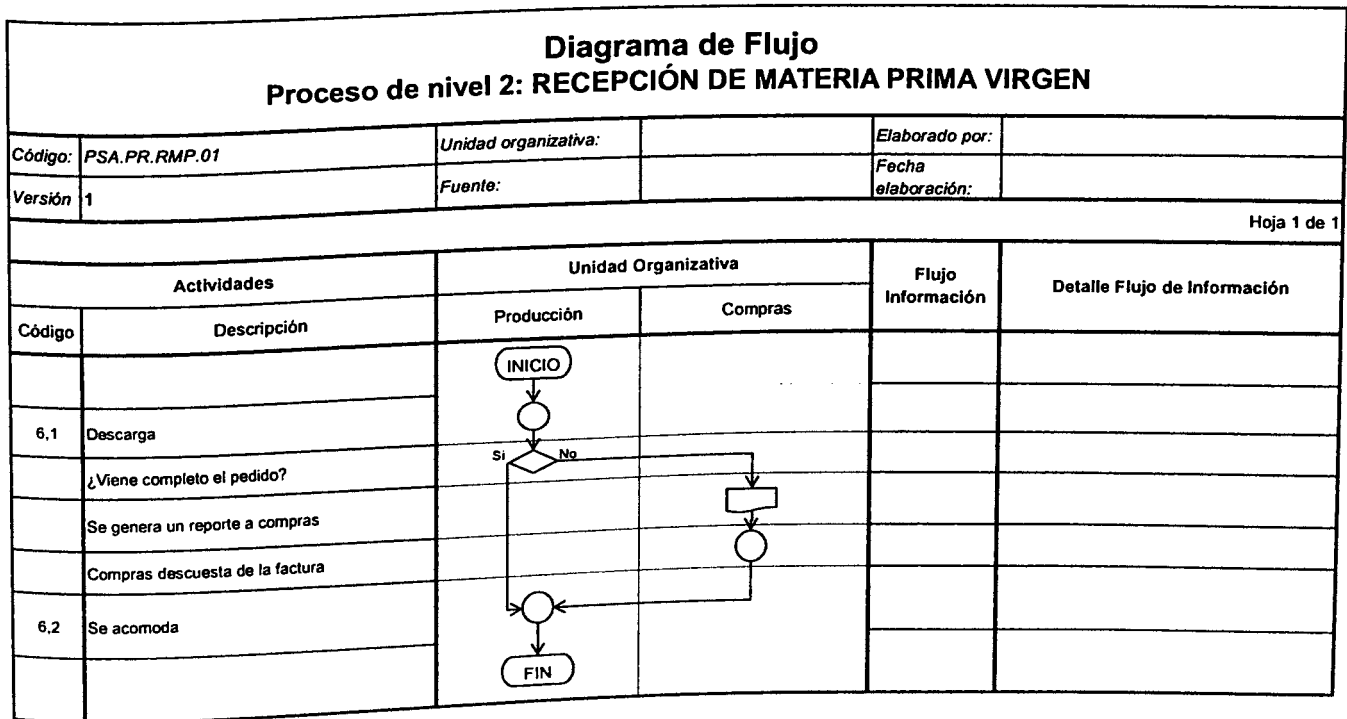 Diagrama de Flujo
Proceso de nivel 2: RECEPCIÓN DE MATERIA PRIMA VIRGEN
Código: PSA.PR.RMP.01 Unidad organizativa: Elaborado por:
Versión 1 Fuente: Fecha elaboración:
Hoja 1 de 1
Actividades Unidad Organizativa Flujo Información Detalle Flujo de Información
Código Descripción Producción Compras
INICIO
6,1 Descarga
Si No
¿Viene completo el pedido?
Se genera un reporte a compras
Compras descuesta de la factura
6,2 Se acomoda
FIN